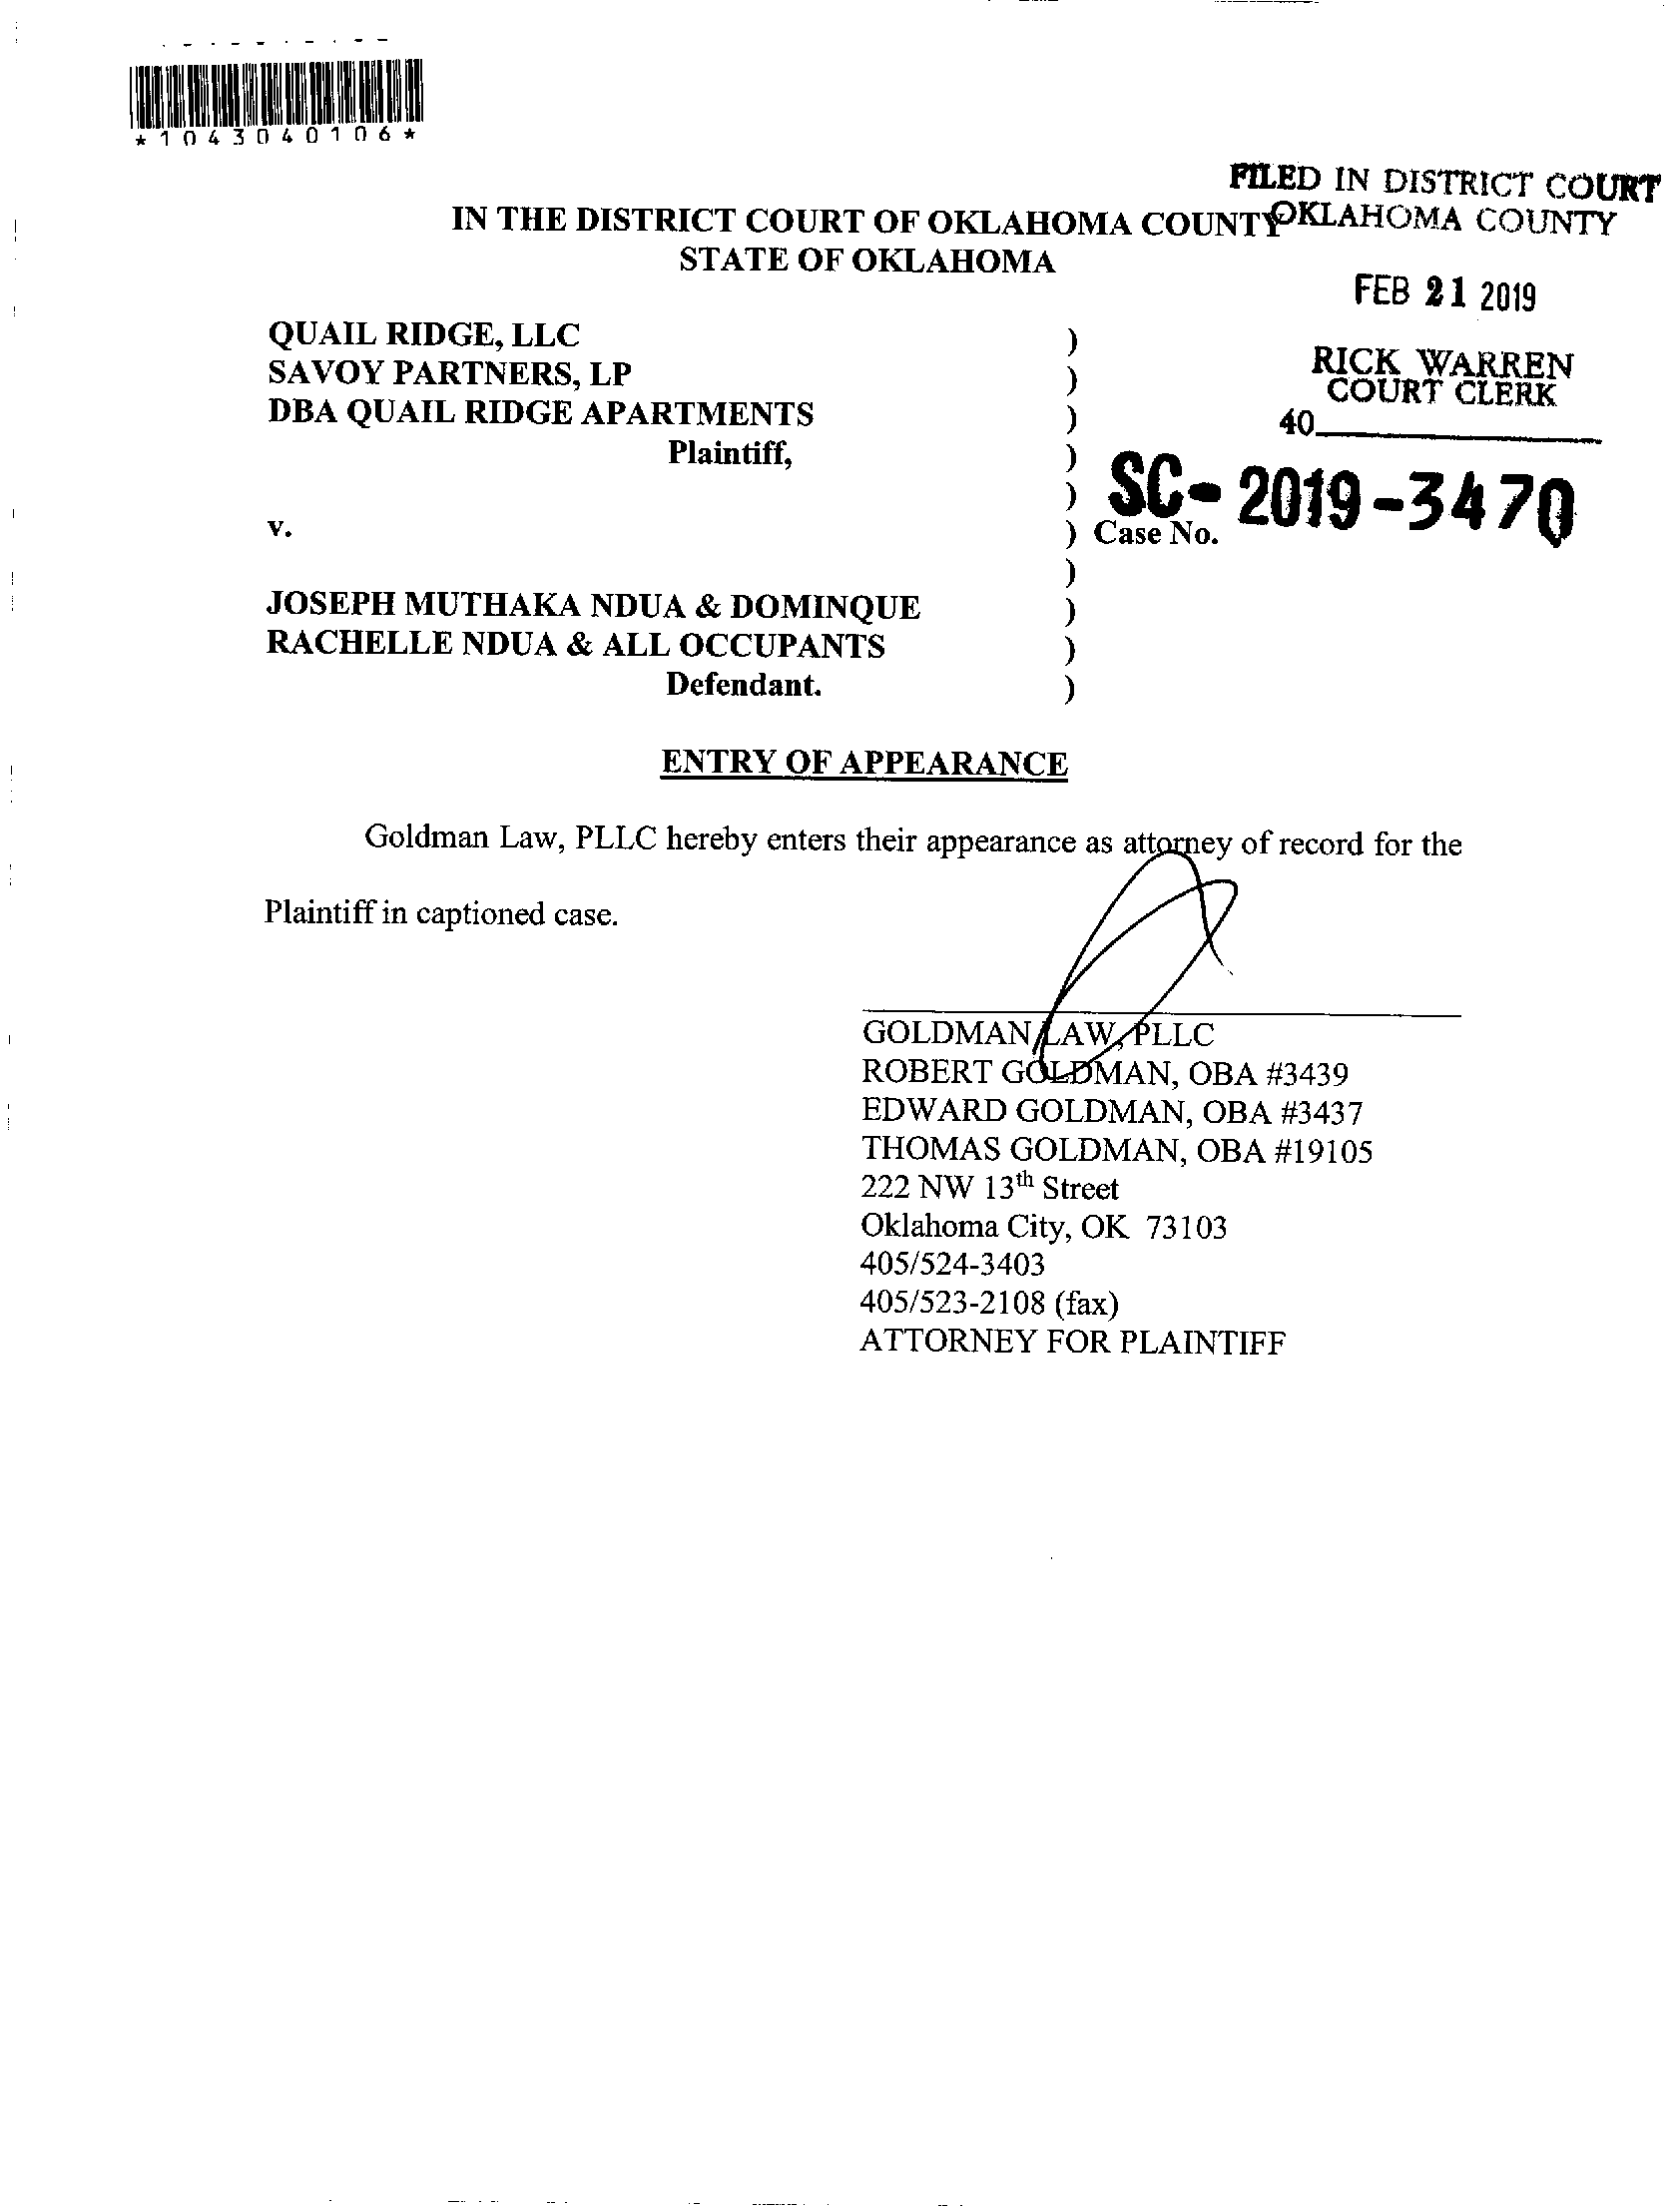 *1043040106*
FILED IN DISTRICT COURT
OKLAHOMA COUNTY
IN THE DISTRICT COURT OF OKLAHOMA COUNTY
STATE OF OKLAHOMA
FEB 21 2019
QUAIL RIDGE, LLC )
SAVOY PARTNERS, LP )
DBA QUAIL RIDGE APARTMENTS )
Plaintiff, )
)
RICK WARREN
COURT CLERK
40
SC-2019-3470
v. ) Case No.
)
JOSEPH MUTHAKA NDUA & DOMINQUE )
RACHELLE NDUA & ALL OCCUPANTS )
Defendant. )
ENTRY OF APPEARANCE
Goldman Law, PLLC hereby enters their appearance as attorney of record for the
Plaintiff in captioned case.
GOLDMAN LAW, PLLC
ROBERT GOLDMAN, OBA #3439
EDWARD GOLDMAN, OBA #3437
THOMAS GOLDMAN, OBA #19105
222 NW 13th Street
Oklahoma City, OK 73103
405/524-3403
405/523-2108 (fax)
ATTORNEY FOR PLAINTIFF